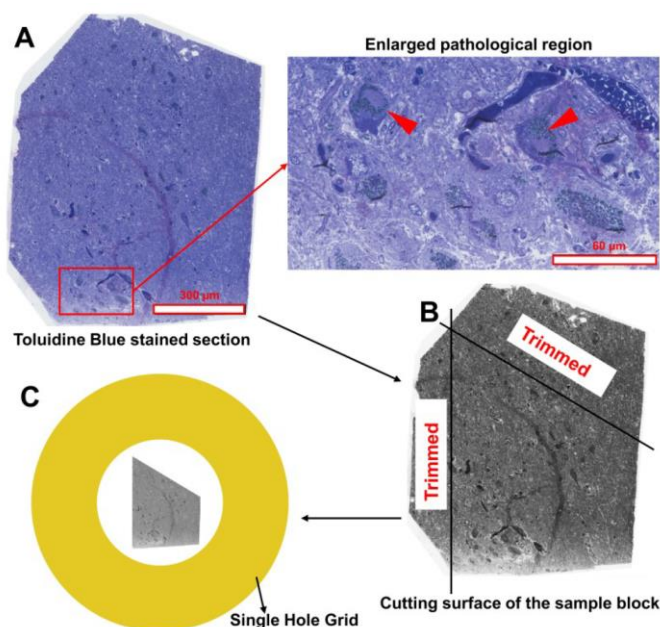 A
Enlarged pathological region
60 µm
300 µm
Toluidine Blue stained section
B
Trimmed
Trimmed
C
Single Hole Grid
Cutting surface of the sample block